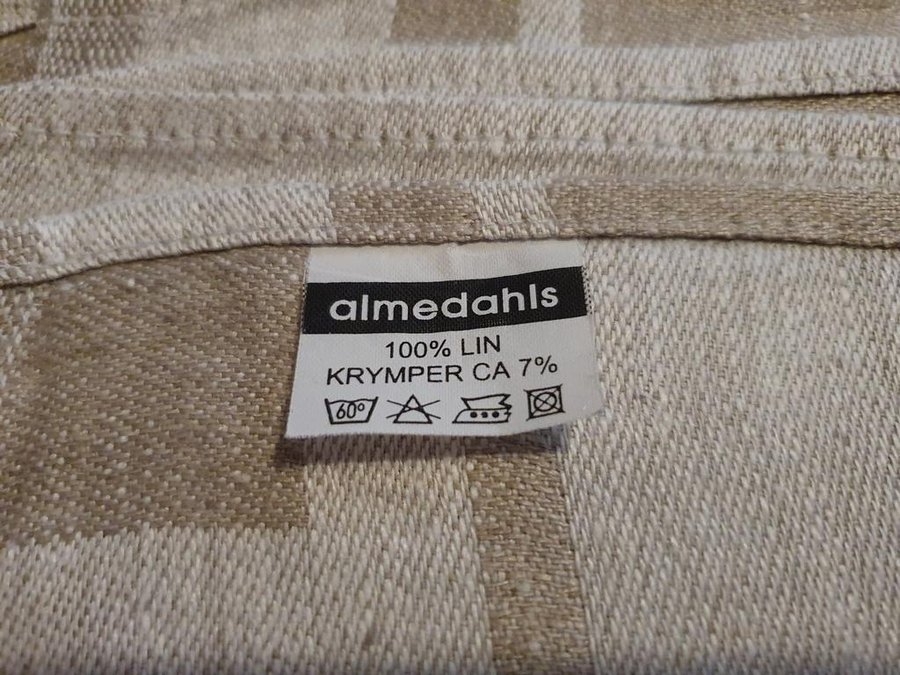 almedahls
100% LIN
KRYMPER CA 7%
60°